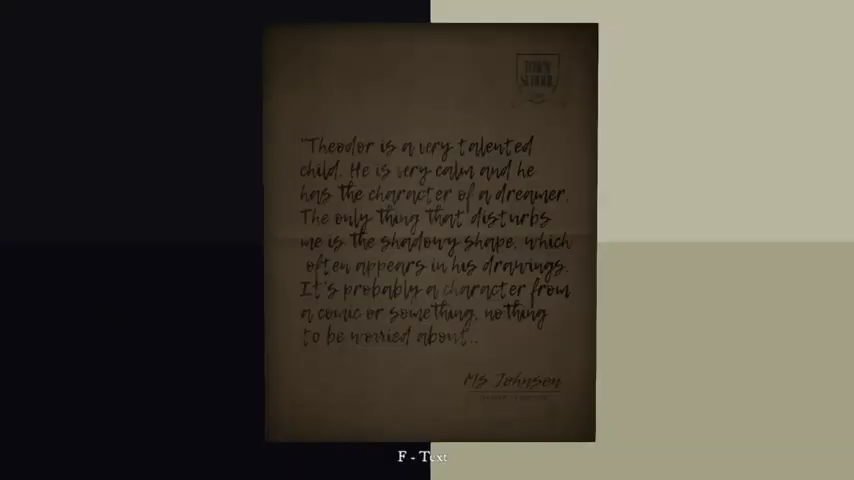 TOWN
SCHOOL
"Theodor is a very talented
child. He is very calm and he
has the character of a dreamer.
The only thing that disturbs
me is the shadowy shape, which
often appears in his drawings.
It's probably a character from
a comic or something, nothing
to be worried about..
Ms Johnson
F - Text